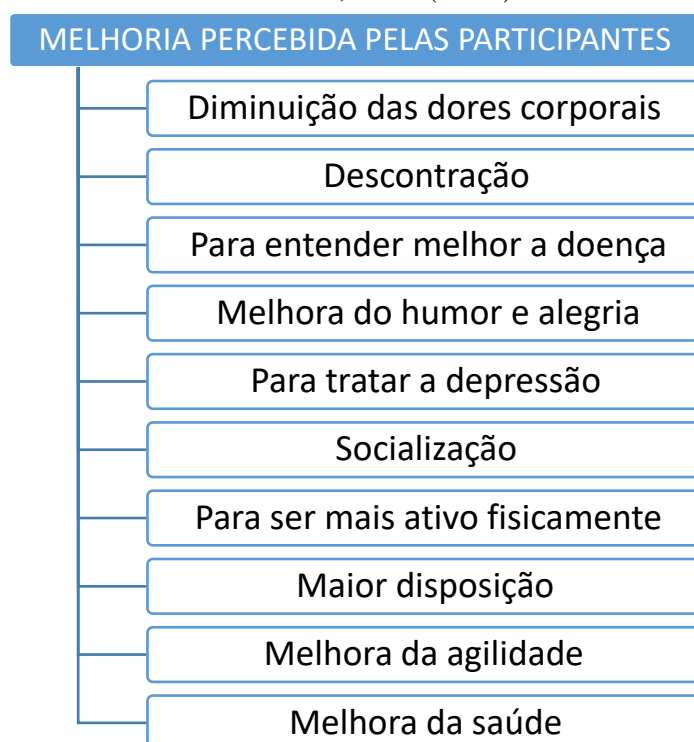 MELHORIA PERCEBIDA PELAS PARTICIPANTES
Diminuição das dores corporais
Descontração
Para entender melhor a doença
Melhora do humor e alegria
Para tratar a depressão
Socialização
Para ser mais ativo fisicamente
Maior disposição
Melhora da agilidade
Melhora da saúde